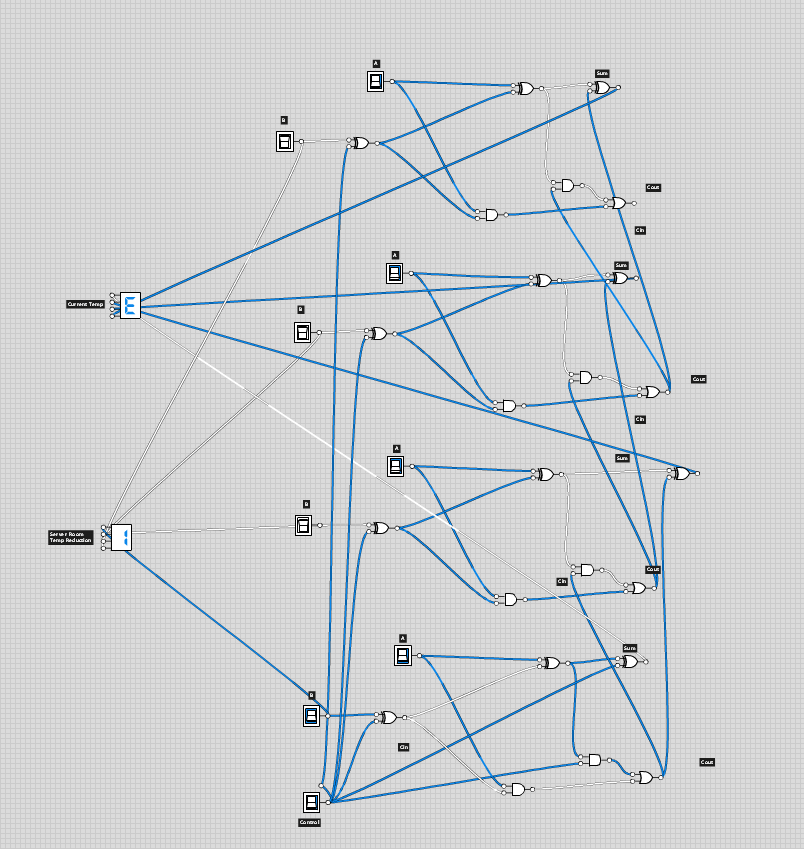 A
Sum
B
Cout
Cin
A
Sum
Current Temp
B
Cout
Cin
A
Sum
B
Server Room
Temp Reduction
Cout
Cin
A
Sum
B
Cin
Cout
Control